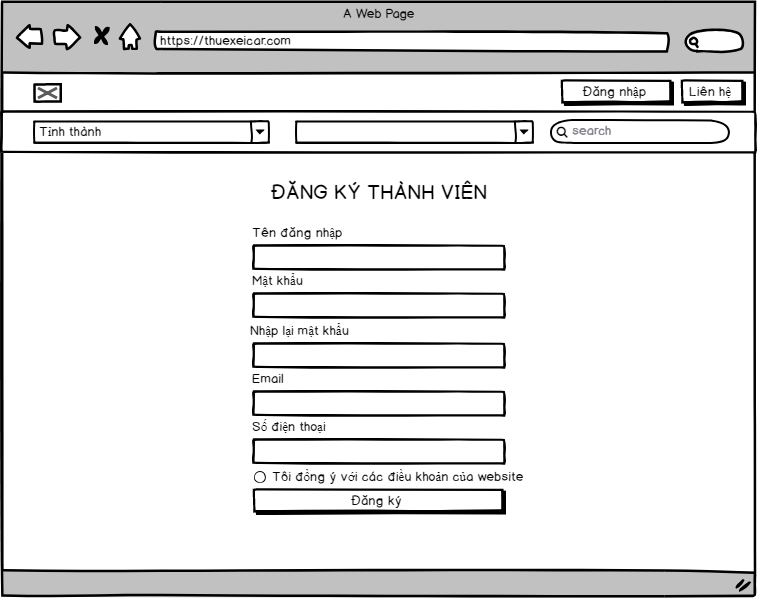 A Web Page
https://thuexeicar.com
Đăng nhập
Liên hệ
Tỉnh thành
search
ĐĂNG KÝ THÀNH VIÊN
Tên đăng nhập
Mật khẩu
Nhập lại mật khẩu
Email
Số điện thoại
Tôi đồng ý với các điều khoản của website
Đăng ký